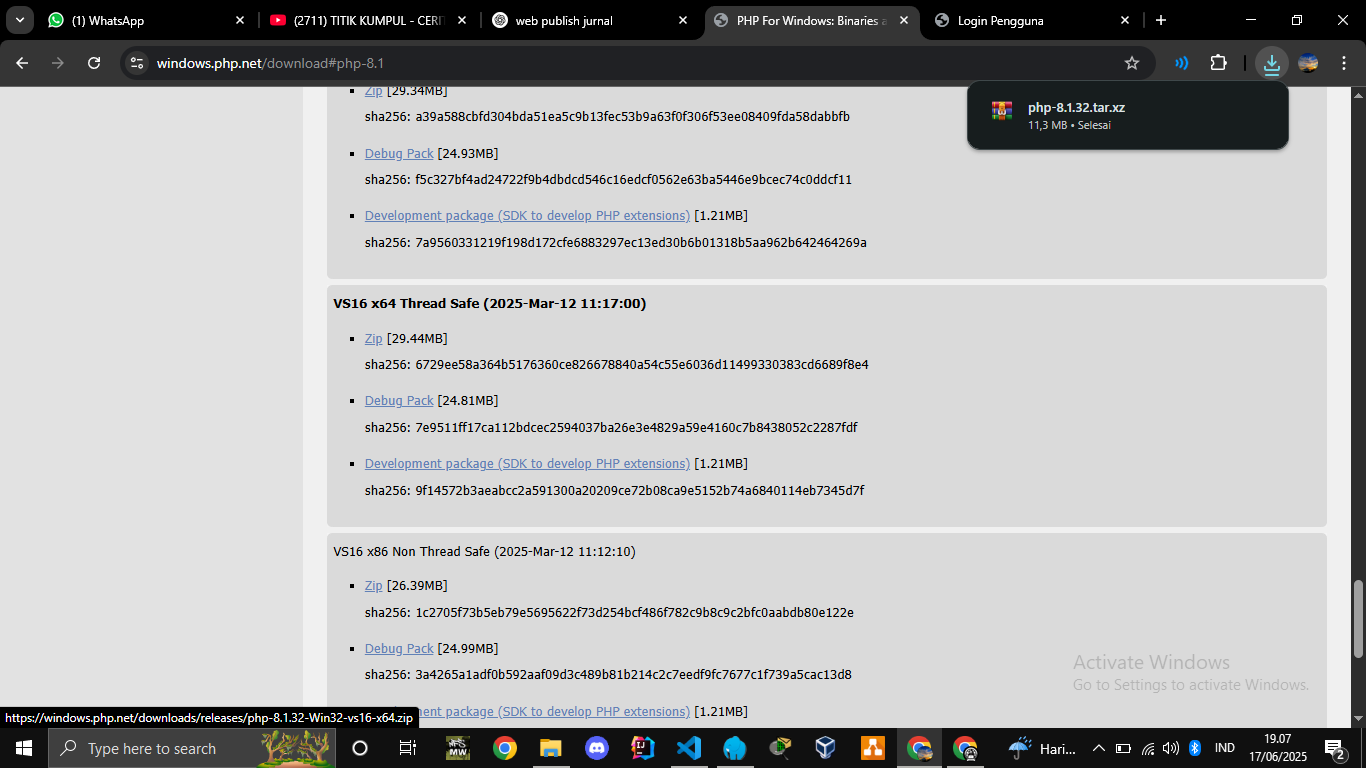 (1) WhatsApp
(2711) TITIK KUMPUL - CERI
web publish jurnal
PHP For Windows: Binaries a
Login Pengguna
windows.php.net/download#php-8.1
php-8.1.32.tar.xz
11,3 MB • Selesai
Zip [29.34MB]
sha256: a39a588cbfd304bda51ea5c9b13fec53b9a63f0f306f53ee08409fda58dabbfb
Debug Pack [24.93MB]
sha256: f5c327bf4ad24722f9b4dbdcd546c16edcf0562e63ba5446e9bcec74c0ddcf11
Development package (SDK to develop PHP extensions) [1.21MB]
sha256: 7a9560331219f198d172cfe6883297ec13ed30b6b01318b5aa962b642464269a
VS16 x64 Thread Safe (2025-Mar-12 11:17:00)
Zip [29.44MB]
sha256: 6729ee58a364b5176360ce826678840a54c55e6036d11499330383cd6689f8e4
Debug Pack [24.81MB]
sha256: 7e9511ff17ca112bdcec2594037ba26e3e4829a59e4160c7b8438052c2287fdf
Development package (SDK to develop PHP extensions) [1.21MB]
sha256: 9f14572b3aeabcc2a591300a20209ce72b08ca9e5152b74a6840114eb7345d7f
VS16 x86 Non Thread Safe (2025-Mar-12 11:12:10)
Zip [26.39MB]
sha256: 1c2705f73b5eb79e5695622f73d254bcf486f782c9b8c9c2bfc0aabdb80e122e
Debug Pack [24.99MB]
sha256: 3a4265a1adf0b592aaf09d3c489b81b214c2c7eedf9fc7677c1f739a5cac13d8
ment package (SDK to develop PHP extensions) [1.21MB]
Activate Windows
Go to Settings to activate Windows.
https://windows.php.net/downloads/releases/php-8.1.32-Win32-vs16-x64.zip
Type here to search
MW
Hari...
IND
19.07
17/06/2025
2